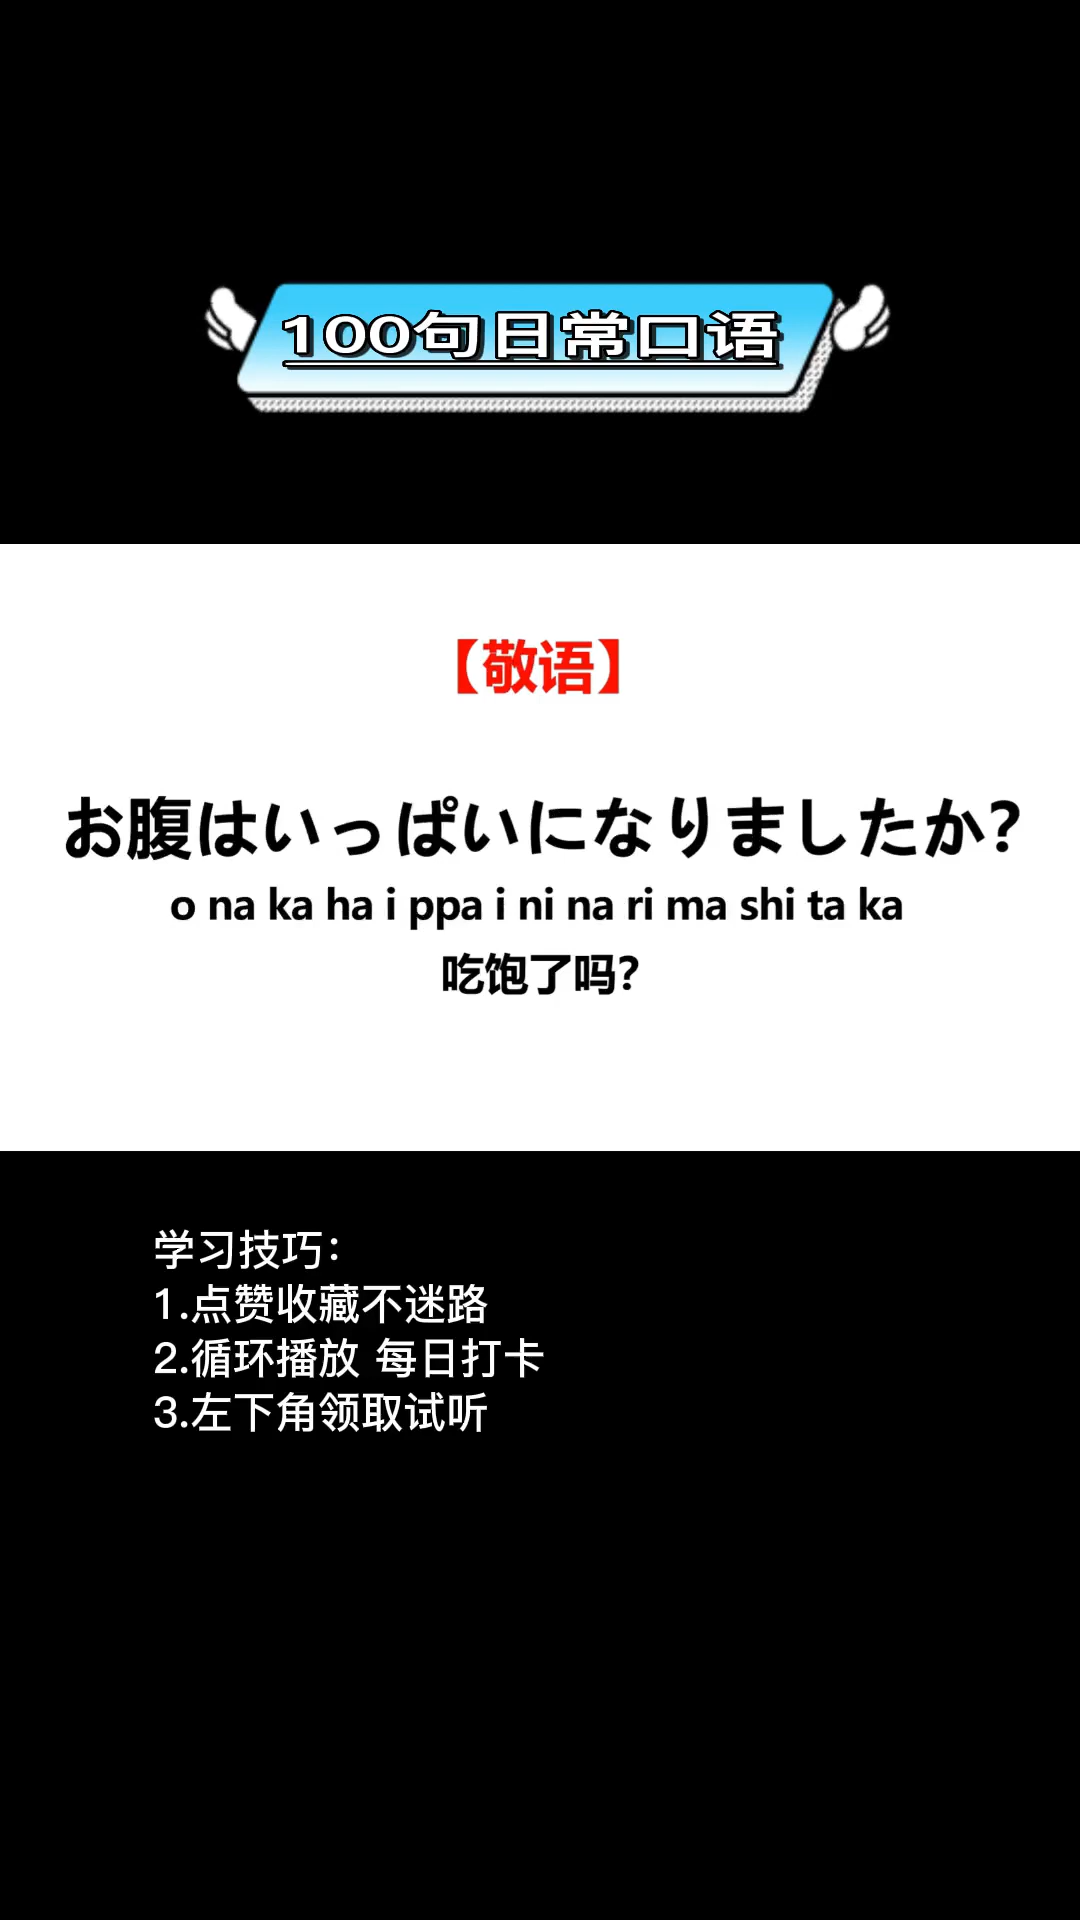 100句日常口语
【敬语】
お腹はいっぱいになりましたか?
o na ka ha i ppa i ni na ri ma shi ta ka
吃饱了吗?
学习技巧:
1.点赞收藏不迷路
2.循环播放 每日打卡
3.左下角领取试听